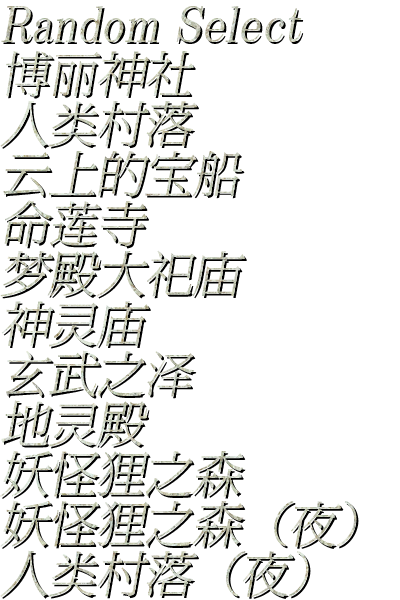 Random Select
博丽神社
人类村落
云上的宝船
命莲寺
梦殿大祀庙
神灵庙
玄武之泽
地灵殿
妖怪狸之森
妖怪狸之森（夜）
人类村落（夜）